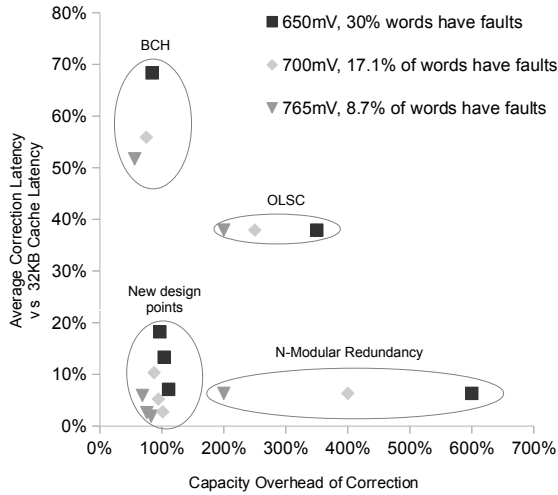 80%
70%
60%
50%
40%
30%
20%
10%
0%
Average Correction Latency
vs 32KB Cache Latency
BCH
650mV, 30% words have faults
700mV, 17.1% of words have faults
765mV, 8.7% of words have faults
OLSC
New design
points
N-Modular Redundancy
0% 100% 200% 300% 400% 500% 600% 700%
Capacity Overhead of Correction